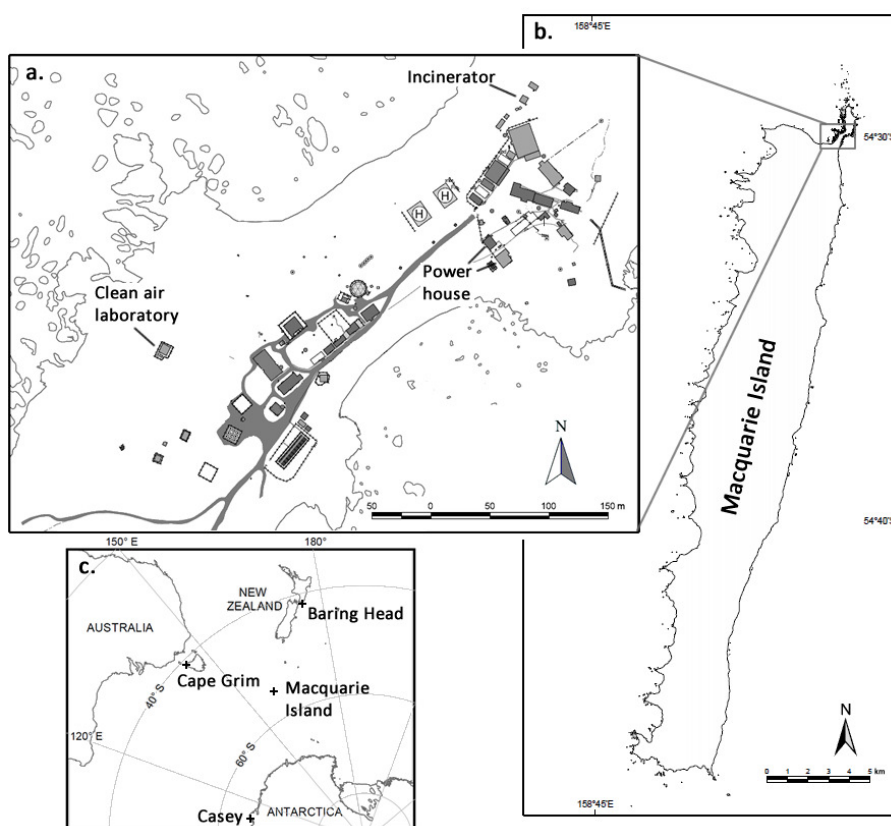 a.
Incinerator
H
H
Power
house
Clean air
laboratory
N
50 0 50 100 150 m
b.
158°45'E
54°30'S
Macquarie Island
54°40'S
N
0 1 2 3 4 5 km
158°45'E
150° E
180°
c.
NEW
ZEALAND
Baring Head
AUSTRALIA
Cape Grim
Macquarie
Island
40° S
120° E
60° S
Casey
ANTARCTICA